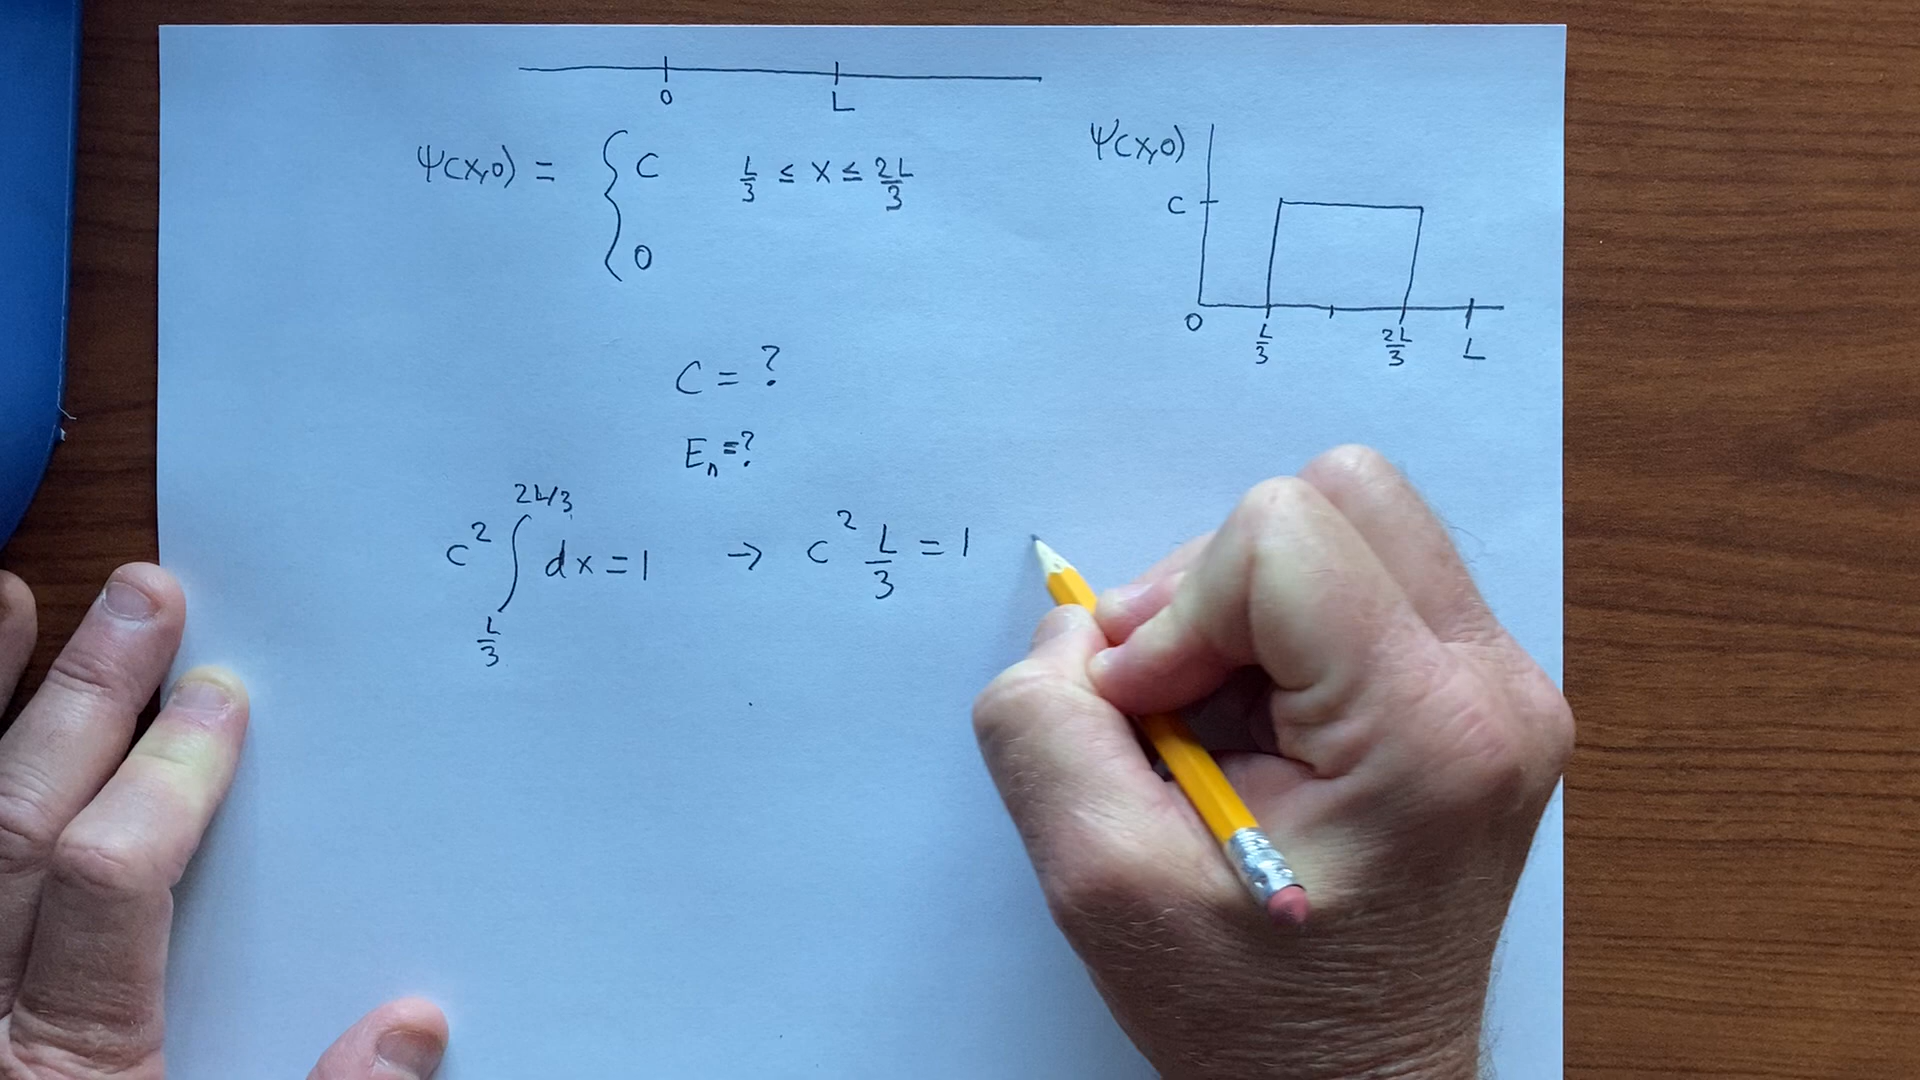 0 L
Ψ(x,0) = { C L/3 ≤ x ≤ 2L/3
0
Ψ(x,0)
C
0 L/3 2L/3 L
C = ?
Eₙ = ?
c² ∫_{L/3}^{2L/3} dx = 1 → c² L/3 = 1